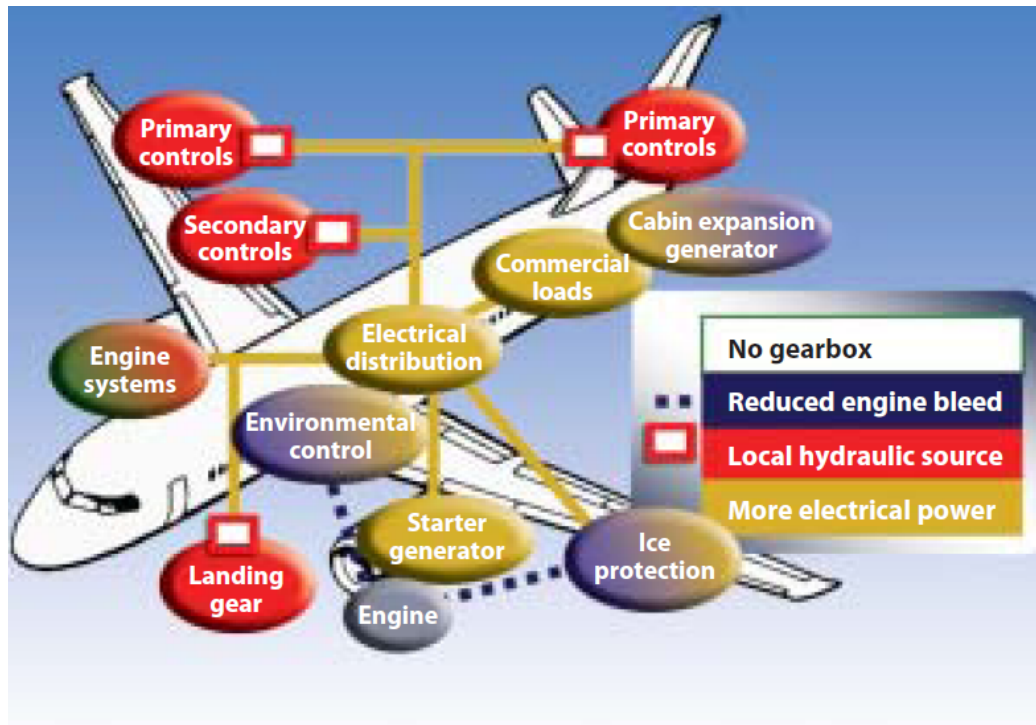 Primary
controls
Primary
controls
Secondary
controls
Cabin expansion
generator
Commercial
loads
Electrical
distribution
Engine
systems
Environmental
control
Starter
generator
Ice
protection
Landing
gear
Engine
No gearbox
Reduced engine bleed
Local hydraulic source
More electrical power